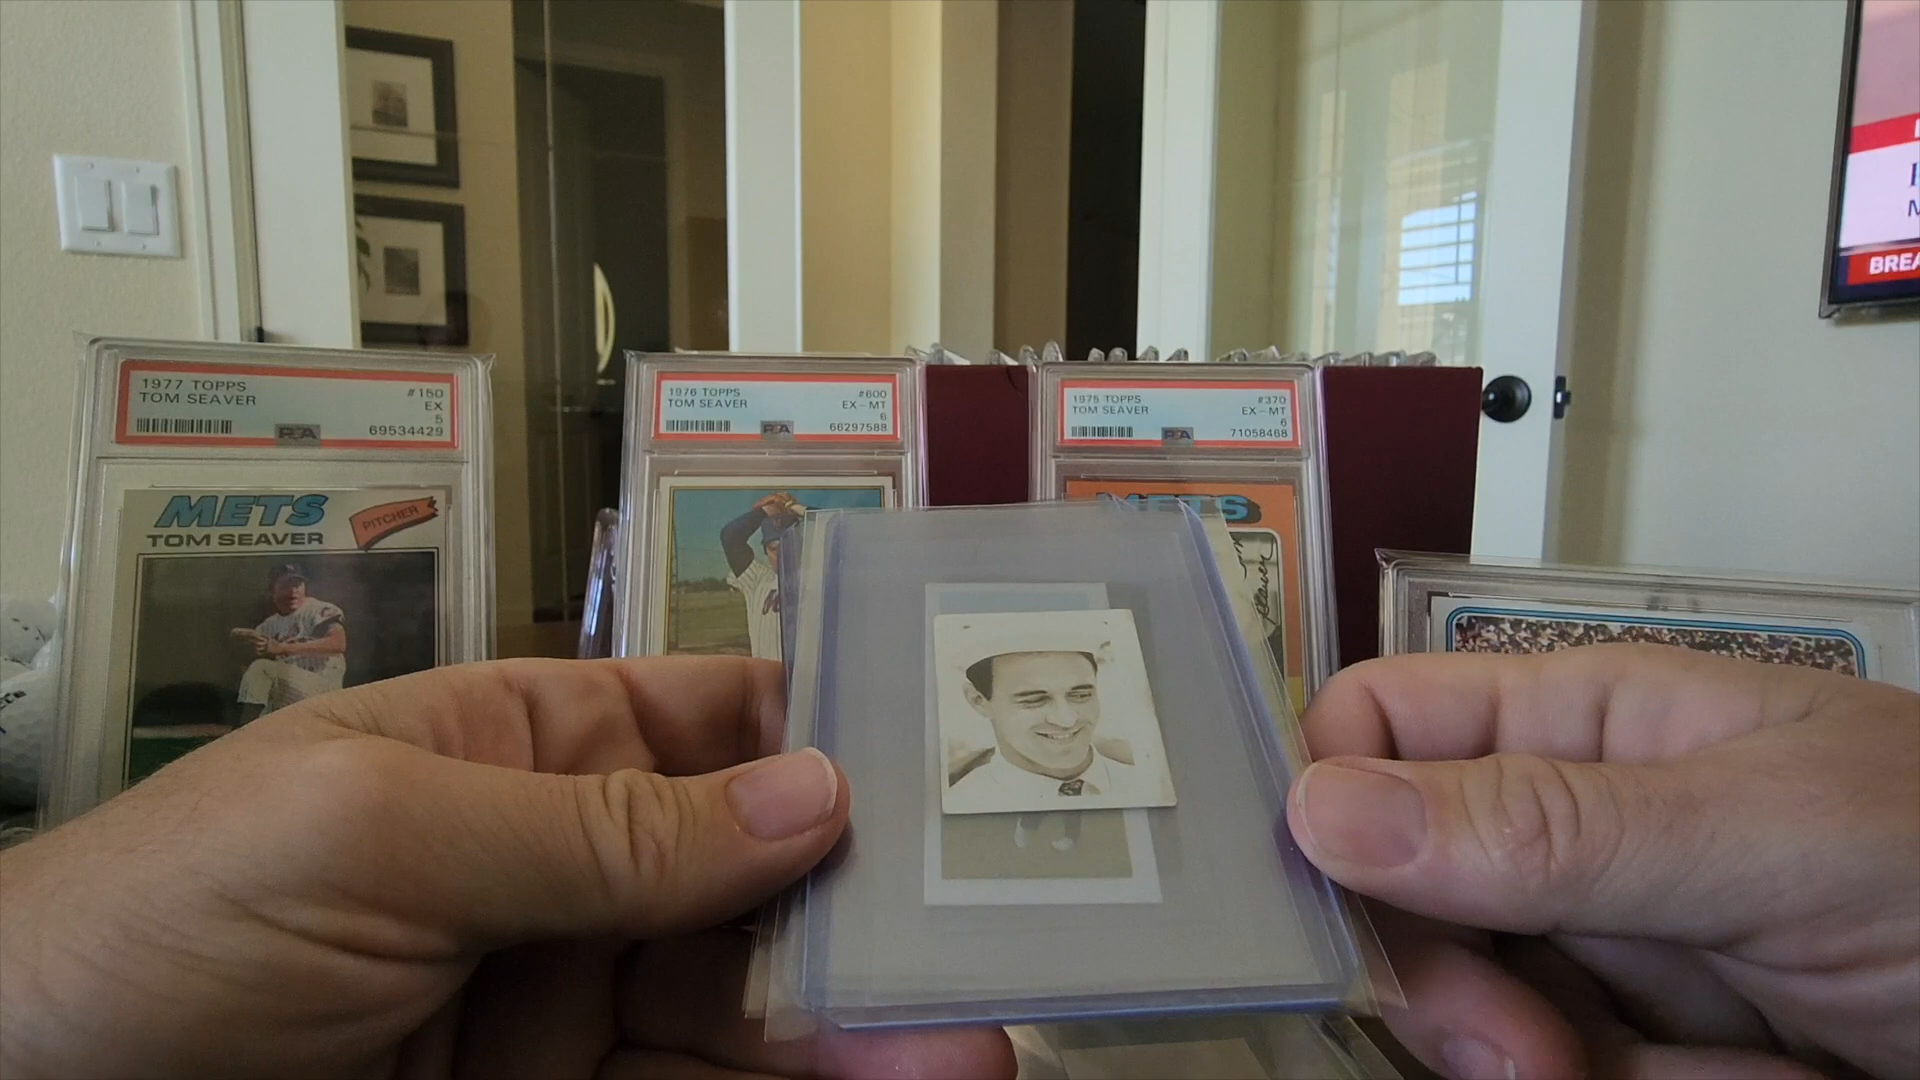 1977 TOPPS #150
TOM SEAVER EX
5
PSA 69534429
METS
PITCHER
TOM SEAVER
1976 TOPPS #600
TOM SEAVER EX-MT
6
PSA 66297588
1975 TOPPS #370
TOM SEAVER EX-MT
6
PSA 71058468
METS
Seaver
BREA